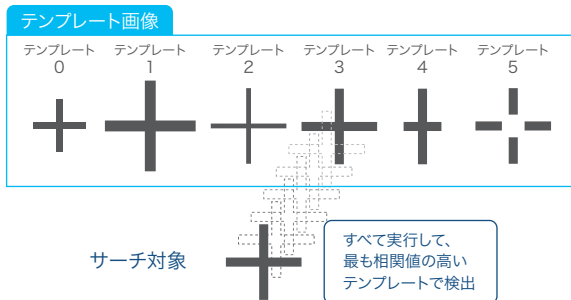 テンプレート画像
テンプレート テンプレート テンプレート テンプレート テンプレート テンプレート
0 1 2 3 4 5
サーチ対象
すべて実行して、
最も相関値の高い
テンプレートで検出